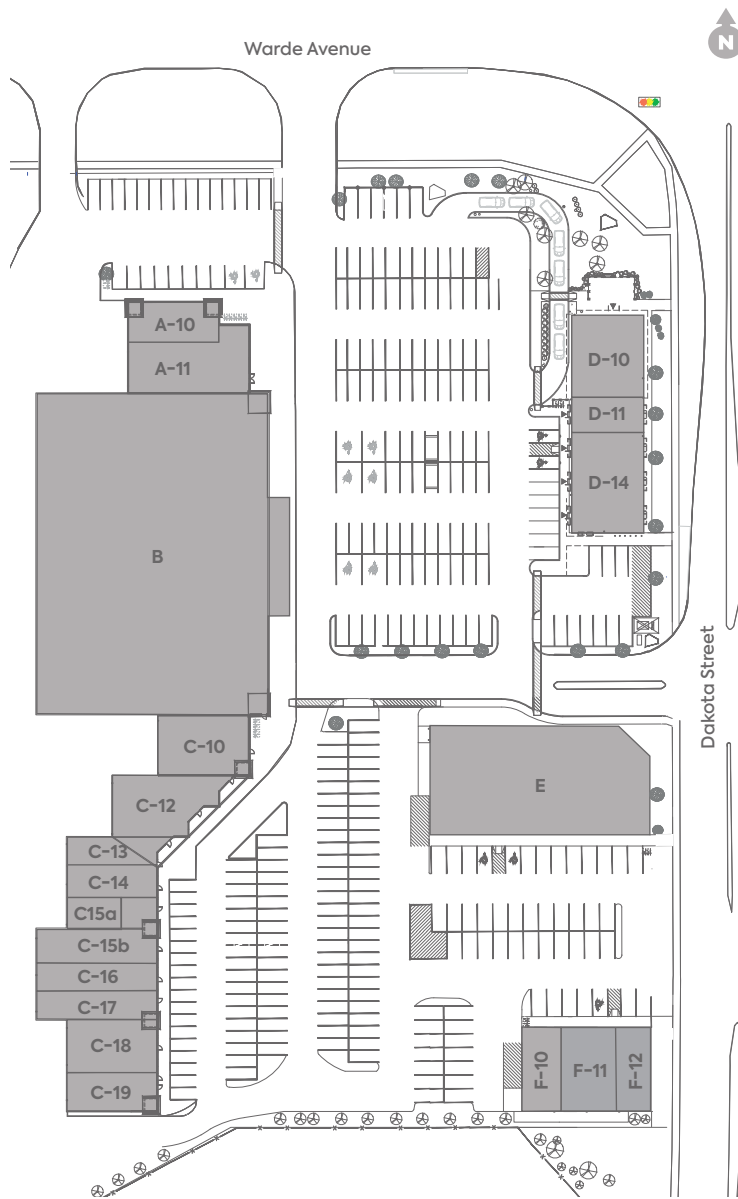 Warde Avenue
N
A-10
A-11
D-10
D-11
D-14
B
Dakota Street
C-10
E
C-12
C-13
C-14
C15a
C-15b
C-16
C-17
C-18
C-19
F-10
F-11
F-12